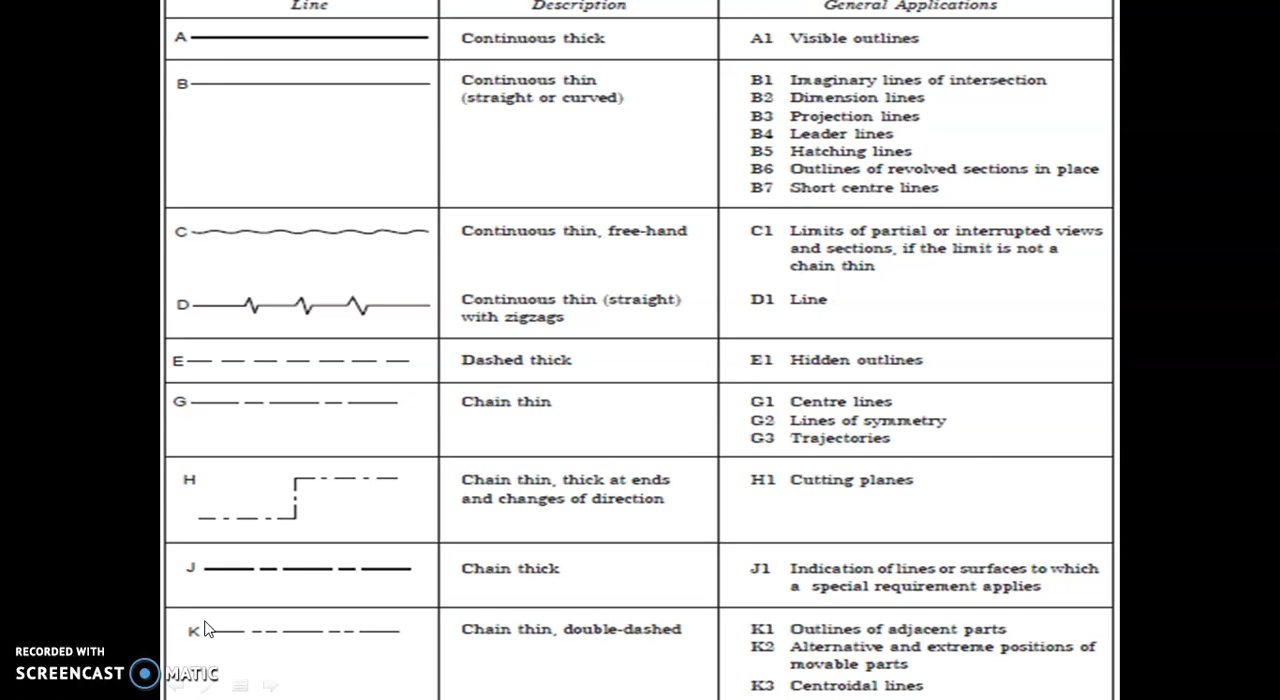 Line Description General Applications
A Continuous thick A1 Visible outlines
B Continuous thin B1 Imaginary lines of intersection
(straight or curved) B2 Dimension lines
B3 Projection lines
B4 Leader lines
B5 Hatching lines
B6 Outlines of revolved sections in place
B7 Short centre lines
C Continuous thin, free-hand C1 Limits of partial or interrupted views
and sections, if the limit is not a
chain thin
D Continuous thin (straight) D1 Line
with zigzags
E Dashed thick E1 Hidden outlines
G Chain thin G1 Centre lines
G2 Lines of symmetry
G3 Trajectories
H Chain thin, thick at ends H1 Cutting planes
and changes of direction
J Chain thick J1 Indication of lines or surfaces to which
a special requirement applies
K Chain thin, double-dashed K1 Outlines of adjacent parts
K2 Alternative and extreme positions of
movable parts
K3 Centroidal lines
RECORDED WITH
SCREENCAST MATIC